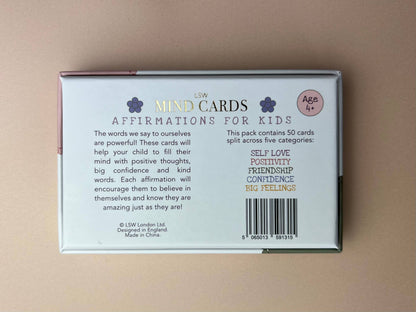 LSW
MIND CARDS
AFFIRMATIONS FOR KIDS
Age
4+
The words we say to ourselves
are powerful! These cards will
help your child to fill their
mind with positive thoughts,
big confidence and kind
words. Each affirmation will
encourage them to believe in
themselves and know they are
amazing just as they are!
© LSW London Ltd.
Designed in England.
Made in China.
This pack contains 50 cards
split across five categories:
SELF LOVE
POSITIVITY
FRIENDSHIP
CONFIDENCE
BIG FEELINGS
5 065013 591315